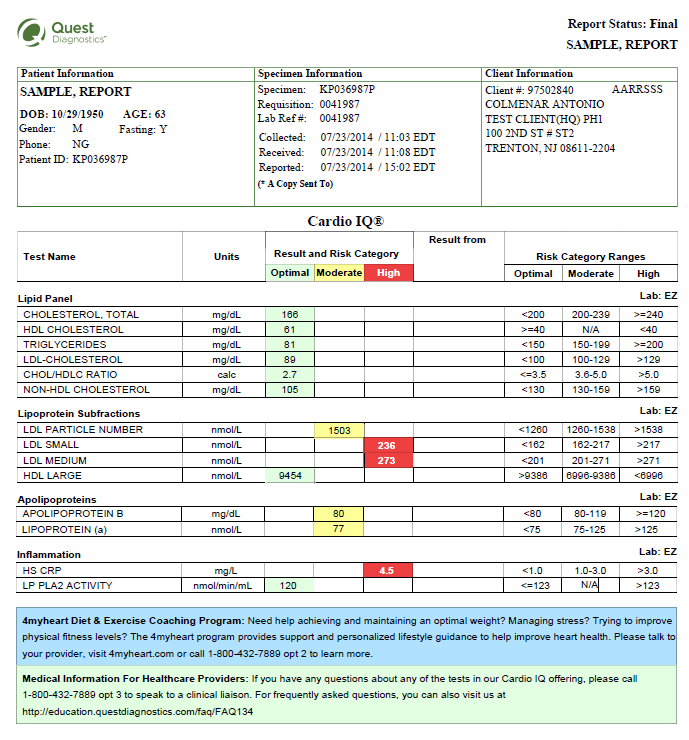 Quest
Diagnostics™
Report Status: Final
SAMPLE, REPORT
Patient Information Specimen Information Client Information
SAMPLE, REPORT
DOB: 10/29/1950 AGE: 63
Gender: M Fasting: Y
Phone: NG
Patient ID: KP036987P
Specimen: KP036987P
Requisition: 0041987
Lab Ref #: 0041987
Collected: 07/23/2014 / 11:03 EDT
Received: 07/23/2014 / 11:08 EDT
Reported: 07/23/2014 / 15:02 EDT
(* A Copy Sent To)
Client #: 97502840 AARRSSS
COLMENAR ANTONIO
TEST CLIENT(HQ) PH1
100 2ND ST # ST2
TRENTON, NJ 08611-2204
Cardio IQ®
Test Name Units Result and Risk Category Result from Risk Category Ranges
Optimal Moderate High Optimal Moderate High
Lipid Panel Lab: EZ
CHOLESTEROL, TOTAL mg/dL 166 <200 200-239 >=240
HDL CHOLESTEROL mg/dL 61 >=40 N/A <40
TRIGLYCERIDES mg/dL 81 <150 150-199 >=200
LDL-CHOLESTEROL mg/dL 89 <100 100-129 >129
CHOL/HDLC RATIO calc 2.7 <=3.5 3.6-5.0 >5.0
NON-HDL CHOLESTEROL mg/dL 105 <130 130-159 >159
Lipoprotein Subfractions Lab: EZ
LDL PARTICLE NUMBER nmol/L 1503 <1260 1260-1538 >1538
LDL SMALL nmol/L 236 <162 162-217 >217
LDL MEDIUM nmol/L 273 <201 201-271 >271
HDL LARGE nmol/L 9454 >9386 6996-9386 <6996
Apolipoproteins Lab: EZ
APOLIPOPROTEIN B mg/dL 80 <80 80-119 >=120
LIPOPROTEIN (a) nmol/L 77 <75 75-125 >125
Inflammation Lab: EZ
HS CRP mg/L 4.5 <1.0 1.0-3.0 >3.0
LP PLA2 ACTIVITY nmol/min/mL 120 <=123 N/A >123
4myheart Diet & Exercise Coaching Program: Need help achieving and maintaining an optimal weight? Managing stress? Trying to improve
physical fitness levels? The 4myheart program provides support and personalized lifestyle guidance to help improve heart health. Please talk to
your provider, visit 4myheart.com or call 1-800-432-7889 opt 2 to learn more.
Medical Information For Healthcare Providers: If you have any questions about any of the tests in our Cardio IQ offering, please call
1-800-432-7889 opt 3 to speak to a clinical liaison. For frequently asked questions, you can also visit us at
http://education.questdiagnostics.com/faq/FAQ134